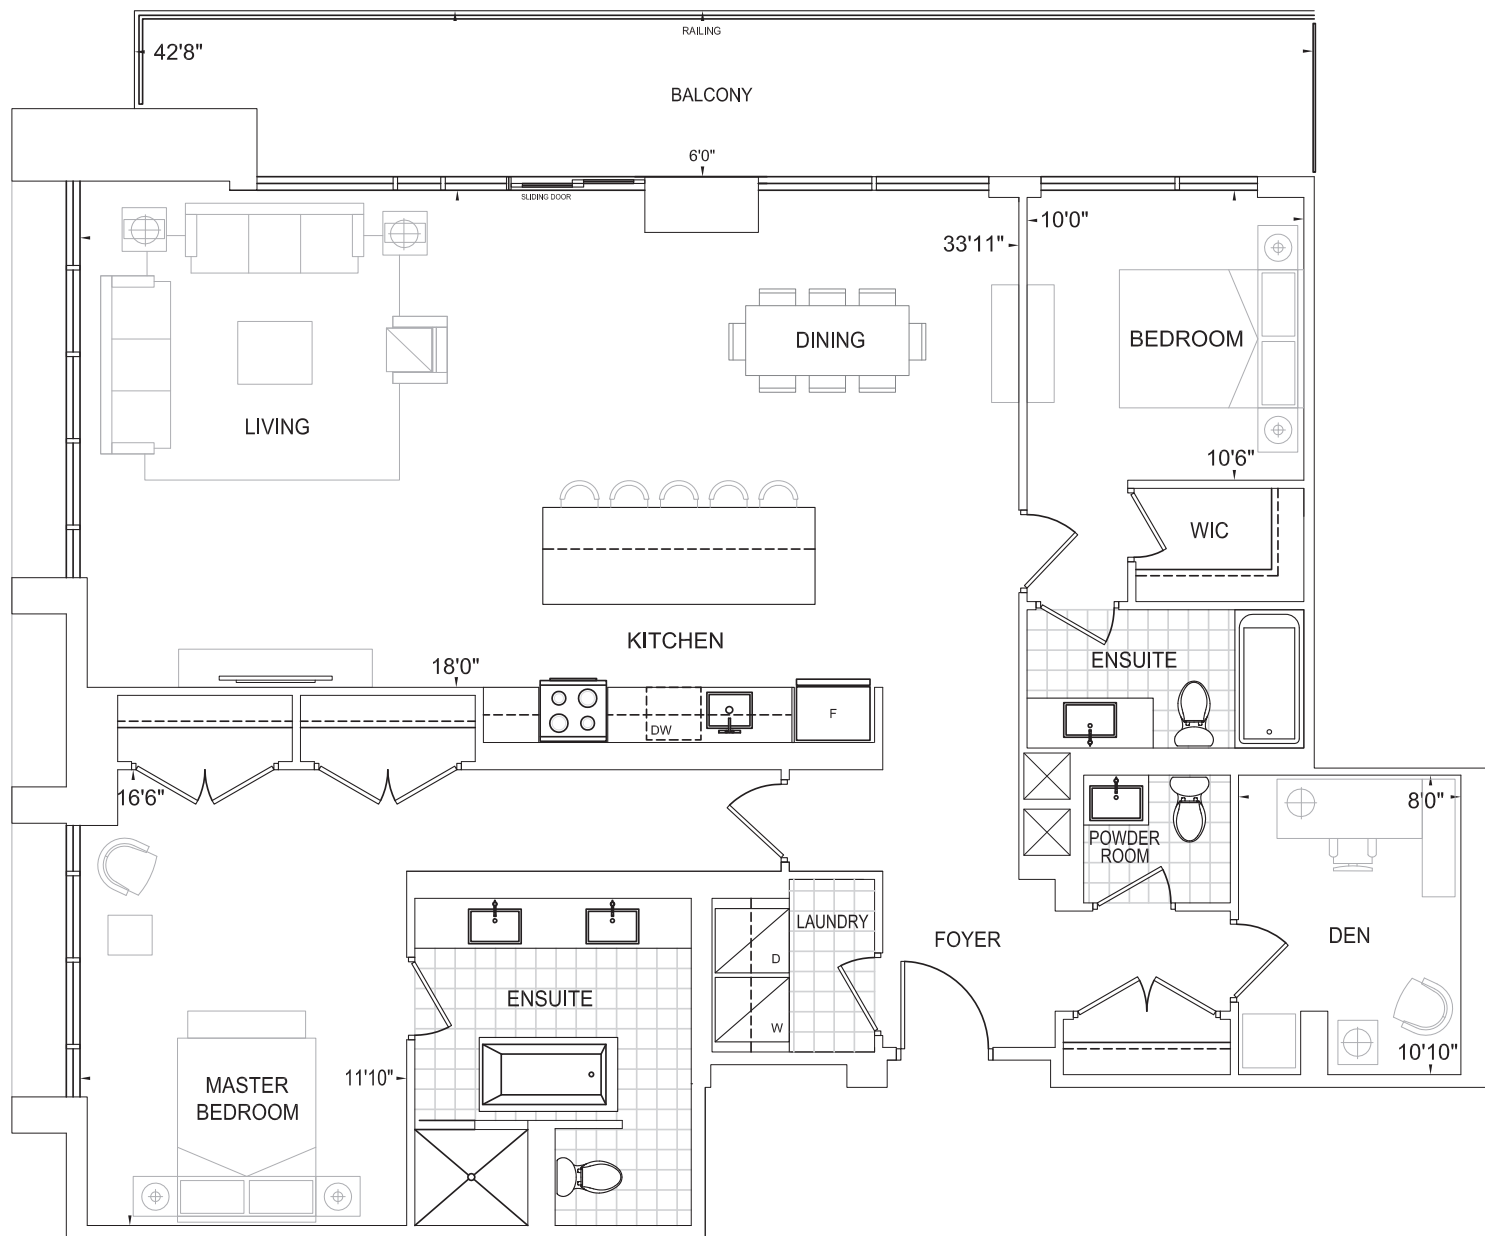 RAILING
42'8"
BALCONY
6'0"
SLIDING DOOR
10'0"
33'11"
DINING
BEDROOM
LIVING
10'6"
WIC
KITCHEN
ENSUITE
18'0"
F
DW
16'6"
8'0"
POWDER
ROOM
LAUNDRY
FOYER
DEN
D
ENSUITE
W
10'10"
11'10"
MASTER
BEDROOM